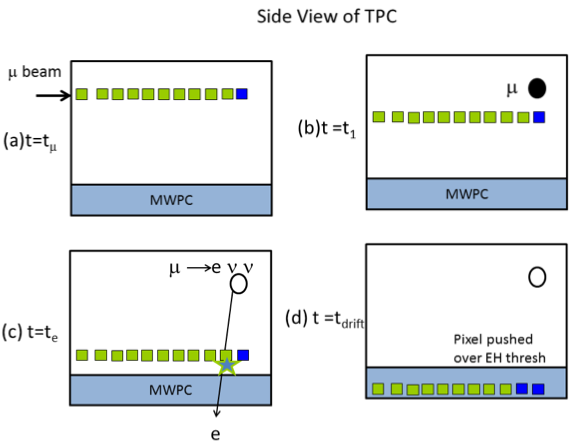 Side View of TPC
μ beam
(a)t=tμ
MWPC
μ
(b)t =t1
MWPC
μ → e ν ν
(c) t=te
MWPC
e
(d) t =tdrift
Pixel pushed
over EH thresh